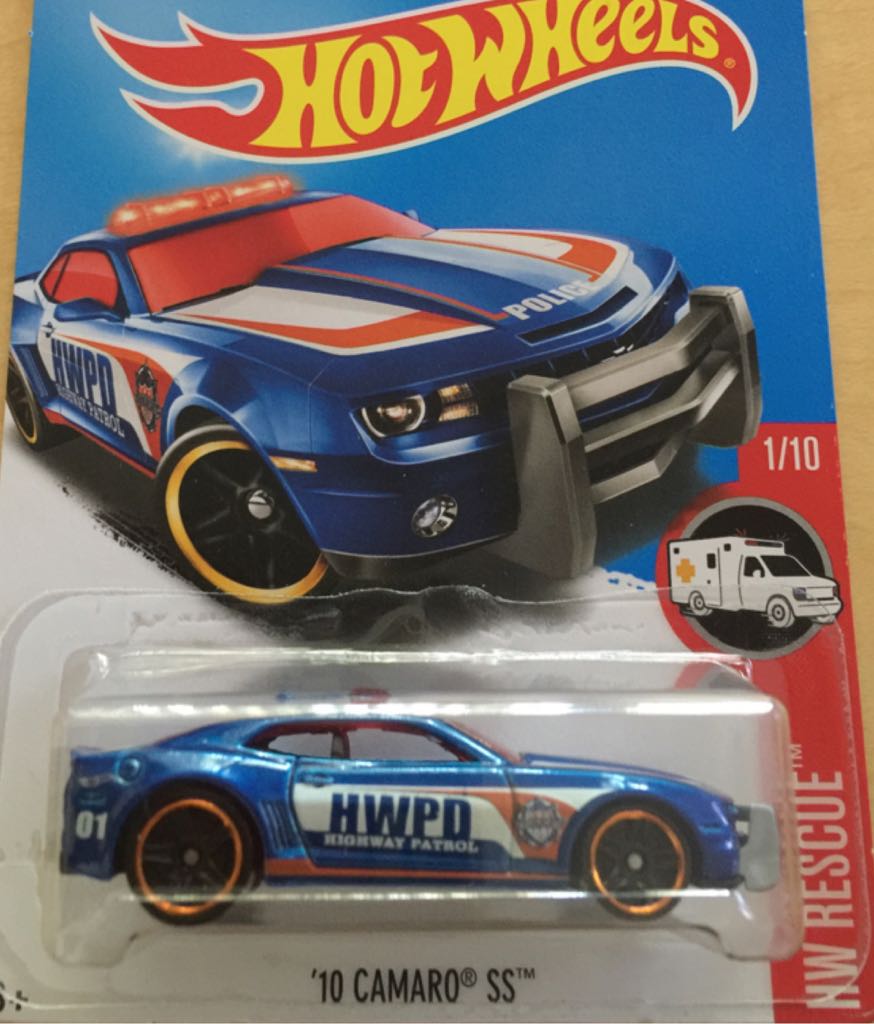 HOT WHEELS®
POLICE
HWPD
HIGHWAY PATROL
1/10
HW RESCUE™
01
HWPD
HIGHWAY PATROL
'10 CAMARO® SS™